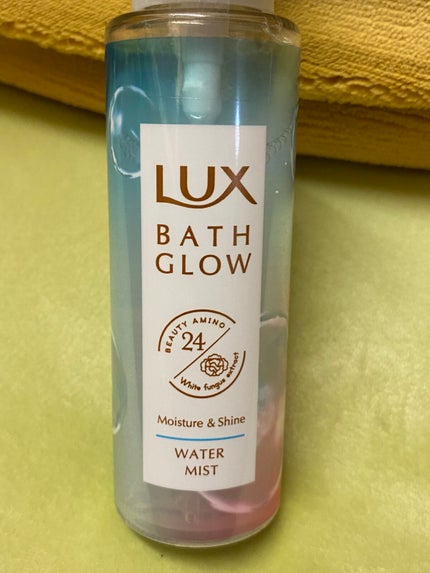 LUX
BATH
GLOW
BEAUTY AMINO
24
White fungus extract
Moisture & Shine
WATER
MIST